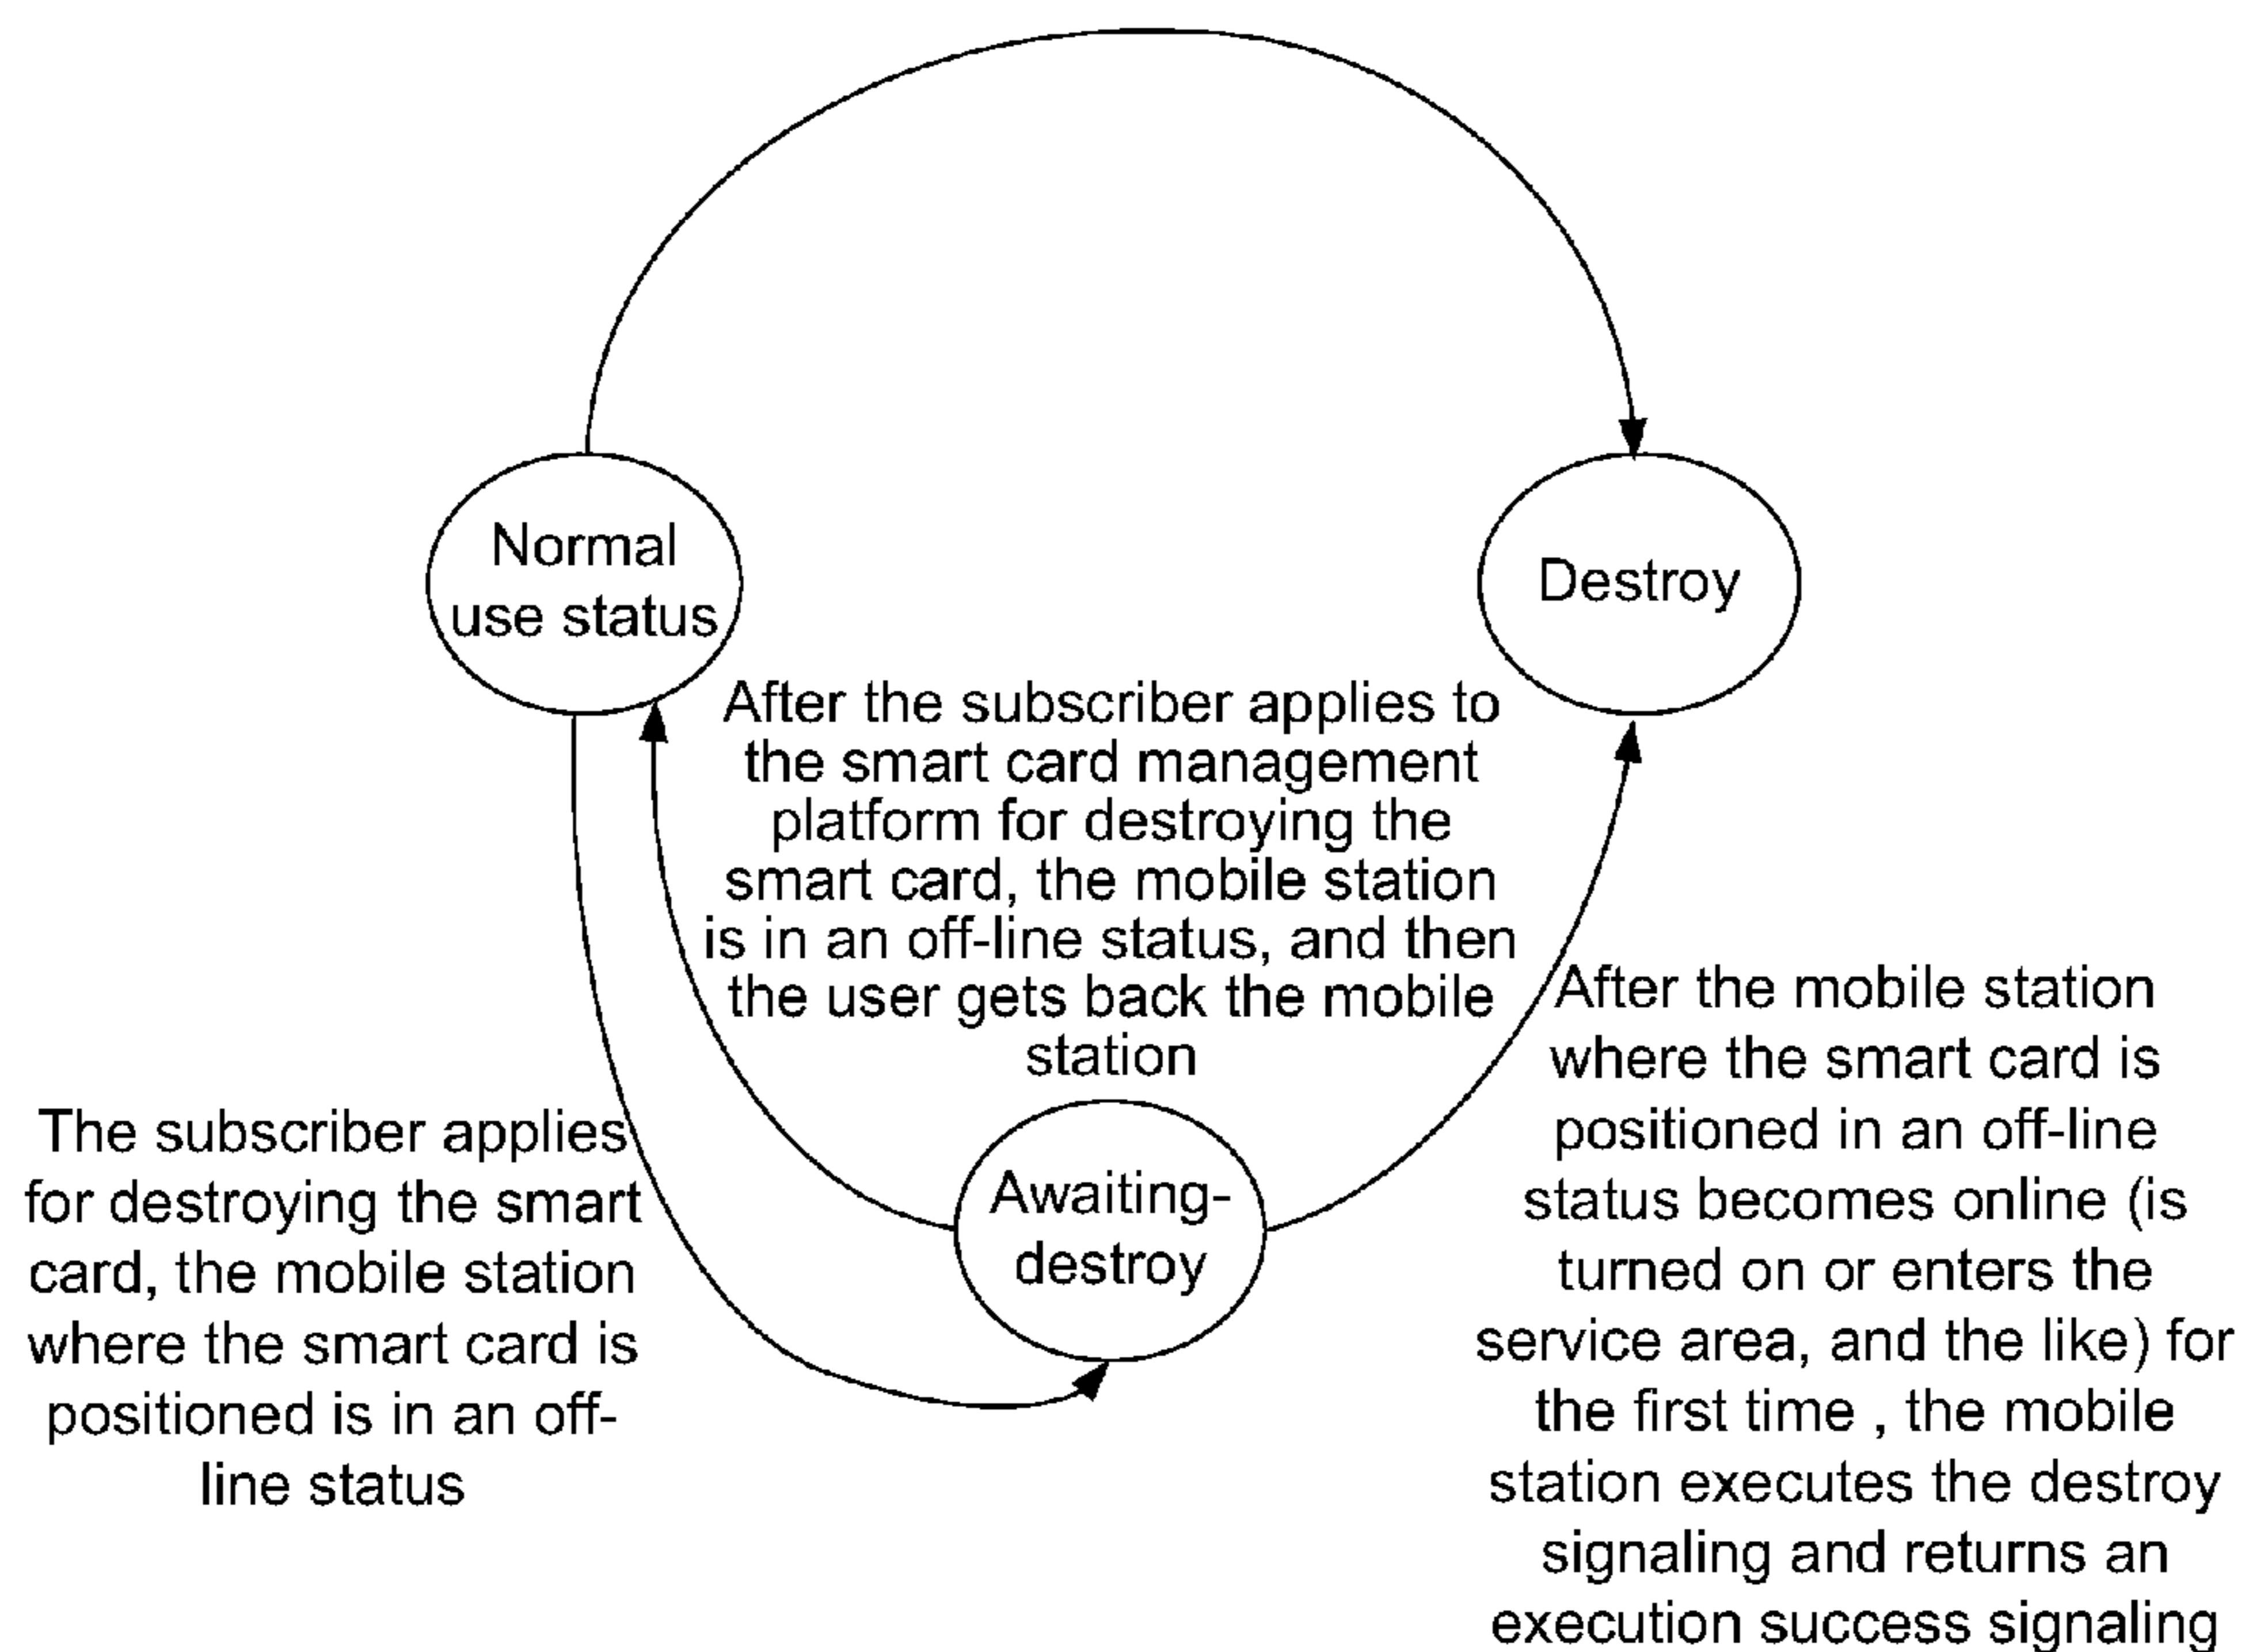 Normal
use status
Destroy
After the subscriber applies to
the smart card management
platform for destroying the
smart card, the mobile station
is in an off-line status, and then
the user gets back the mobile
station
Awaiting-
destroy
The subscriber applies
for destroying the smart
card, the mobile station
where the smart card is
positioned is in an off-
line status
After the mobile station
where the smart card is
positioned in an off-line
status becomes online (is
turned on or enters the
service area, and the like) for
the first time , the mobile
station executes the destroy
signaling and returns an
execution success signaling